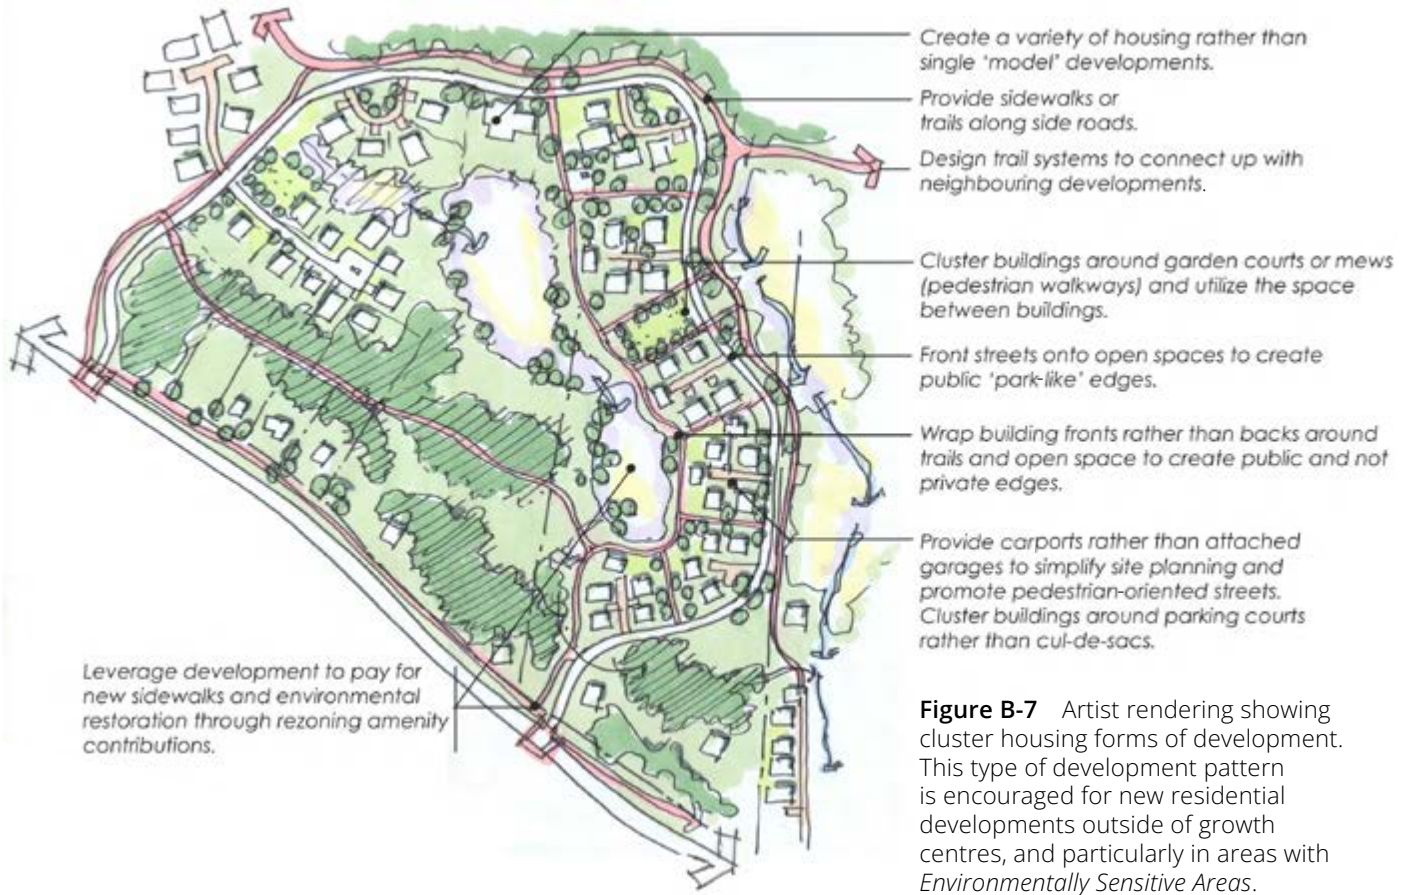 Create a variety of housing rather than
single 'model' developments.
Provide sidewalks or
trails along side roads.
Design trail systems to connect up with
neighbouring developments.
Cluster buildings around garden courts or mews
(pedestrian walkways) and utilize the space
between buildings.
Front streets onto open spaces to create
public 'park-like' edges.
Wrap building fronts rather than backs around
trails and open space to create public and not
private edges.
Provide carports rather than attached
garages to simplify site planning and
promote pedestrian-oriented streets.
Cluster buildings around parking courts
rather than cul-de-sacs.
Leverage development to pay for
new sidewalks and environmental
restoration through rezoning amenity
contributions.
Figure B-7 Artist rendering showing
cluster housing forms of development.
This type of development pattern
is encouraged for new residential
developments outside of growth
centres, and particularly in areas with
Environmentally Sensitive Areas.